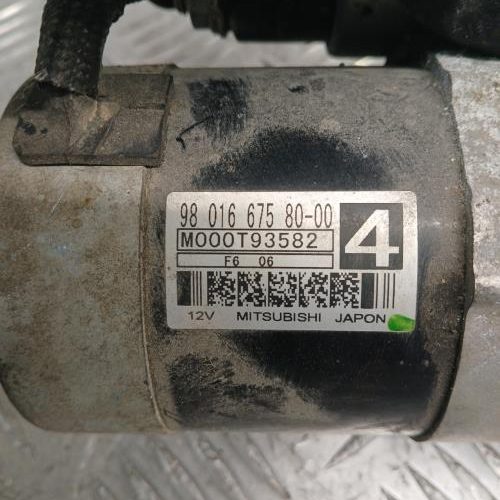 98 016 675 80-00
4
M000T93582
F6 06
12V MITSUBISHI JAPON